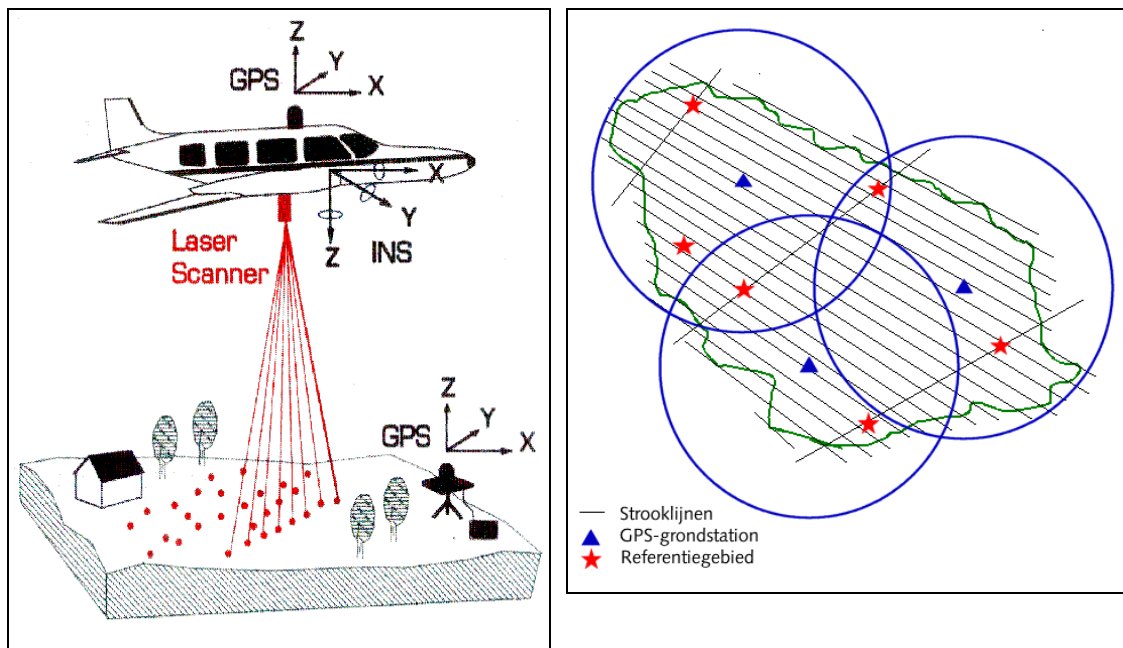 Z
Y
GPS
X
X
Y
Z
INS
Laser
Scanner
Z
Y
GPS
X
Strooklijnen
GPS-grondstation
Referentiegebied